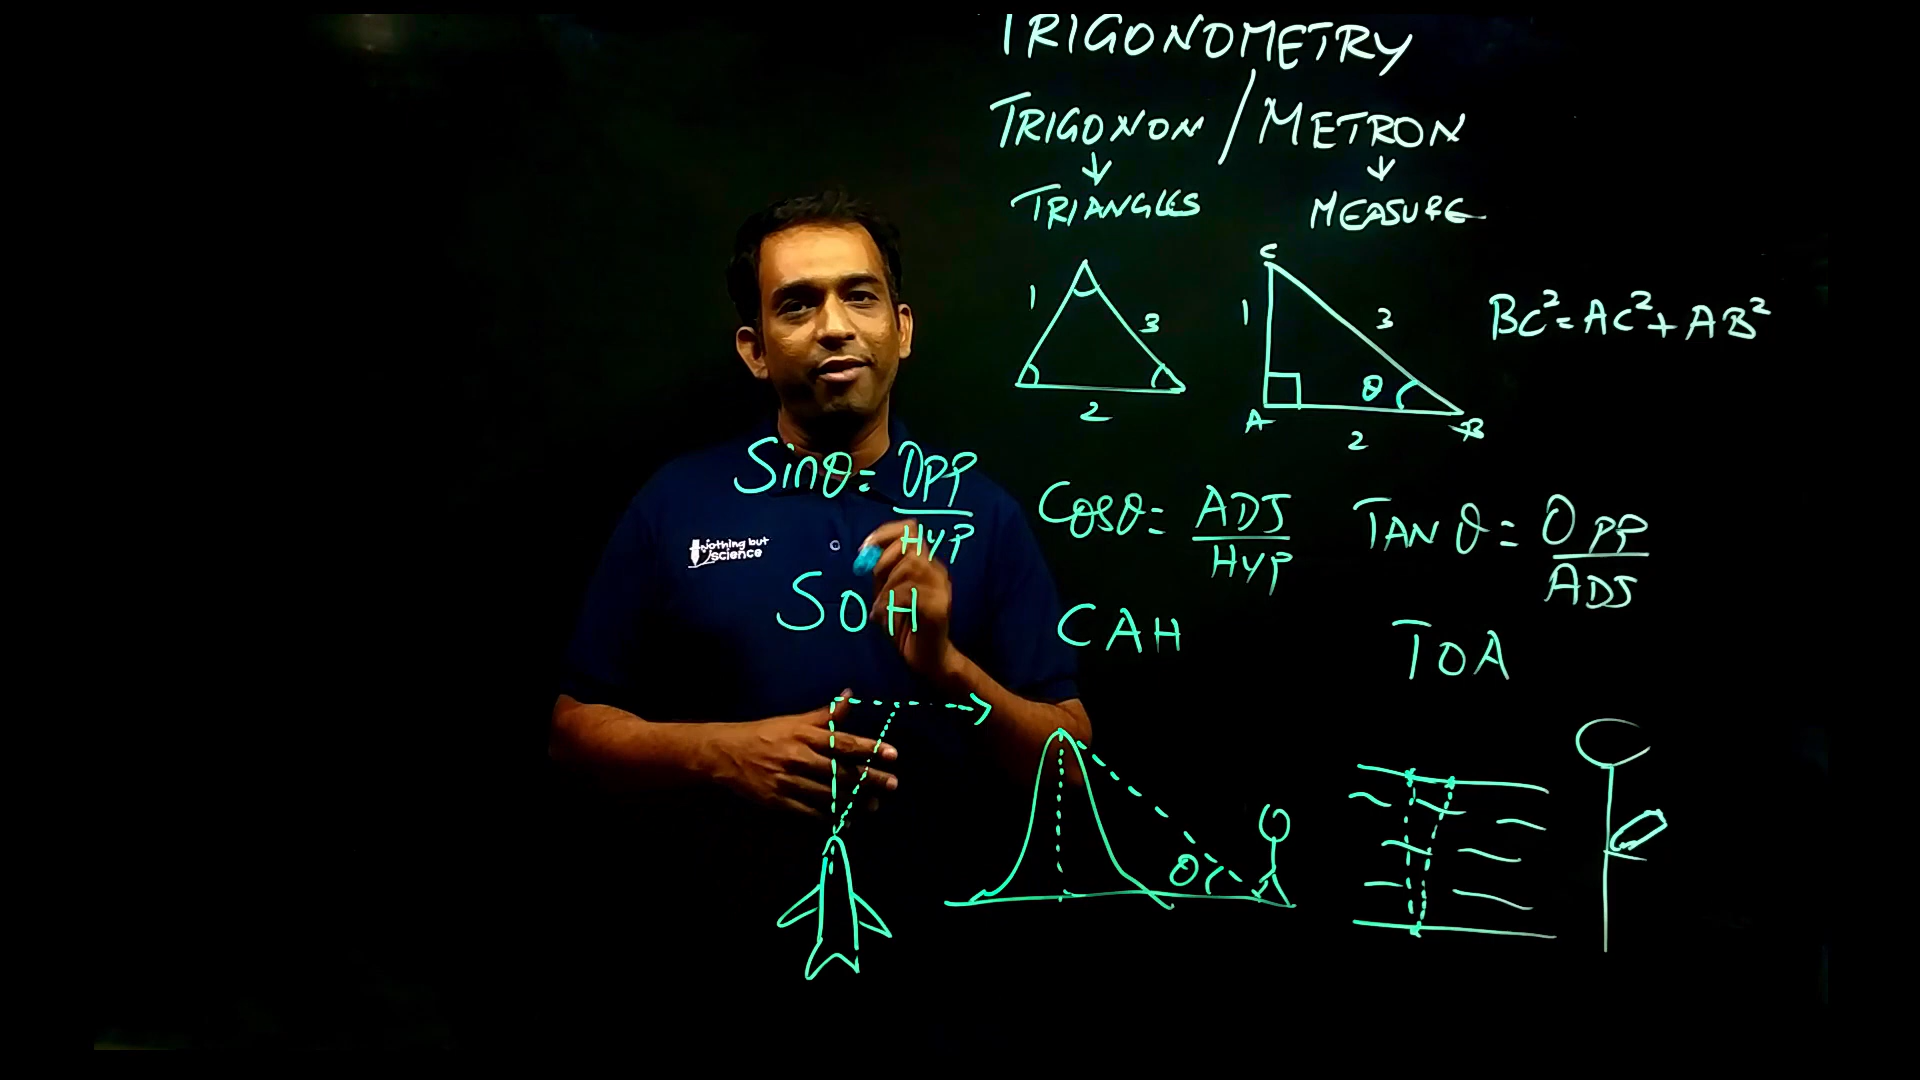 TRIGONOMETRY
TRIGONON / METRON
↓ ↓
TRIANGLES MEASURE
1 3 2
C 1 3 θ A 2 B
BC²=AC²+AB²
Sinθ= OPP/HYP
COSθ= ADJ/HYP
TAN θ = OPP/ADJ
Nothing but Science
SOH CAH TOA
θ